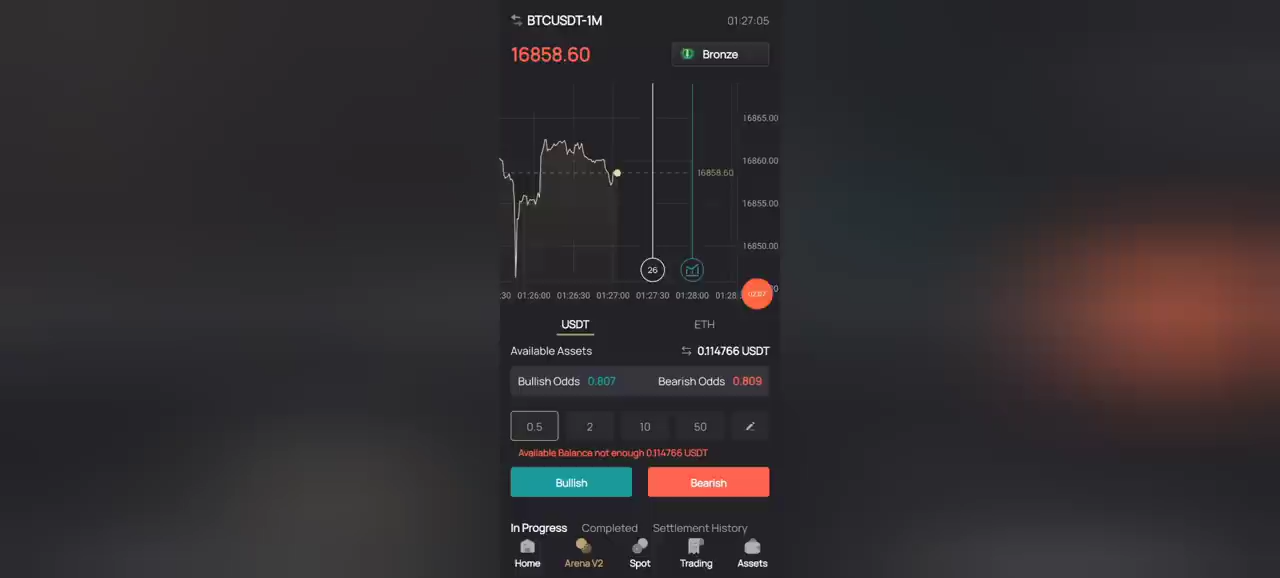 BTCUSDT-1M 01:27:05
16858.60 Bronze
16865.00
16860.00
16858.60
16855.00
16850.00
26
:30 01:26:00 01:26:30 01:27:00 01:27:30 01:28:00 01:28:
USDT ETH
Available Assets 0.114766 USDT
Bullish Odds 0.807 Bearish Odds 0.809
0.5 2 10 50
Available Balance not enough 0.114766 USDT
Bullish Bearish
In Progress Completed Settlement History
Home Arena V2 Spot Trading Assets